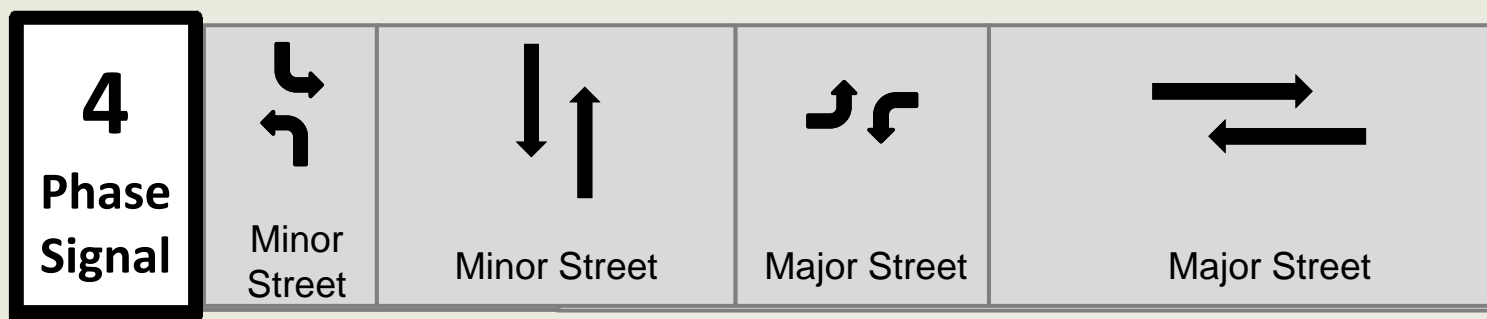 4
Phase
Signal
Minor
Street
Minor Street
Major Street
Major Street